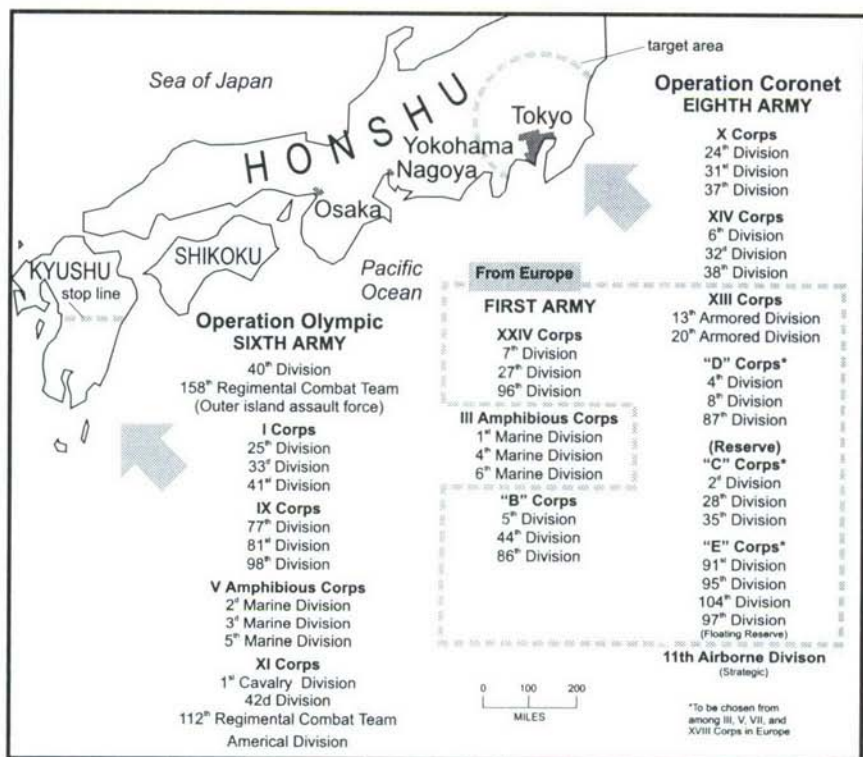 target area
Sea of Japan
HONSHU
Tokyo
Yokohama
Nagoya
Osaka
KYUSHU
stop line
SHIKOKU
Pacific
Ocean
Operation Olympic
SIXTH ARMY
40th Division
158th Regimental Combat Team
(Outer island assault force)
I Corps
25th Division
33d Division
41st Division
IX Corps
77th Division
81st Division
98th Division
V Amphibious Corps
2d Marine Division
3d Marine Division
5th Marine Division
XI Corps
1st Cavalry Division
42d Division
112th Regimental Combat Team
Americal Division
From Europe
FIRST ARMY
XXIV Corps
7th Division
27th Division
96th Division
III Amphibious Corps
1st Marine Division
4th Marine Division
6th Marine Division
"B" Corps
5th Division
44th Division
86th Division
0 100 200
MILES
Operation Coronet
EIGHTH ARMY
X Corps
24th Division
31st Division
37th Division
XIV Corps
6th Division
32d Division
38th Division
XIII Corps
13th Armored Division
20th Armored Division
"D" Corps*
4th Division
8th Division
87th Division
(Reserve)
"C" Corps*
2d Division
28th Division
35th Division
"E" Corps*
91st Division
95th Division
104th Division
97th Division
(Floating Reserve)
11th Airborne Divison
(Strategic)
*To be chosen from
among III, V, VII, and
XVIII Corps in Europe